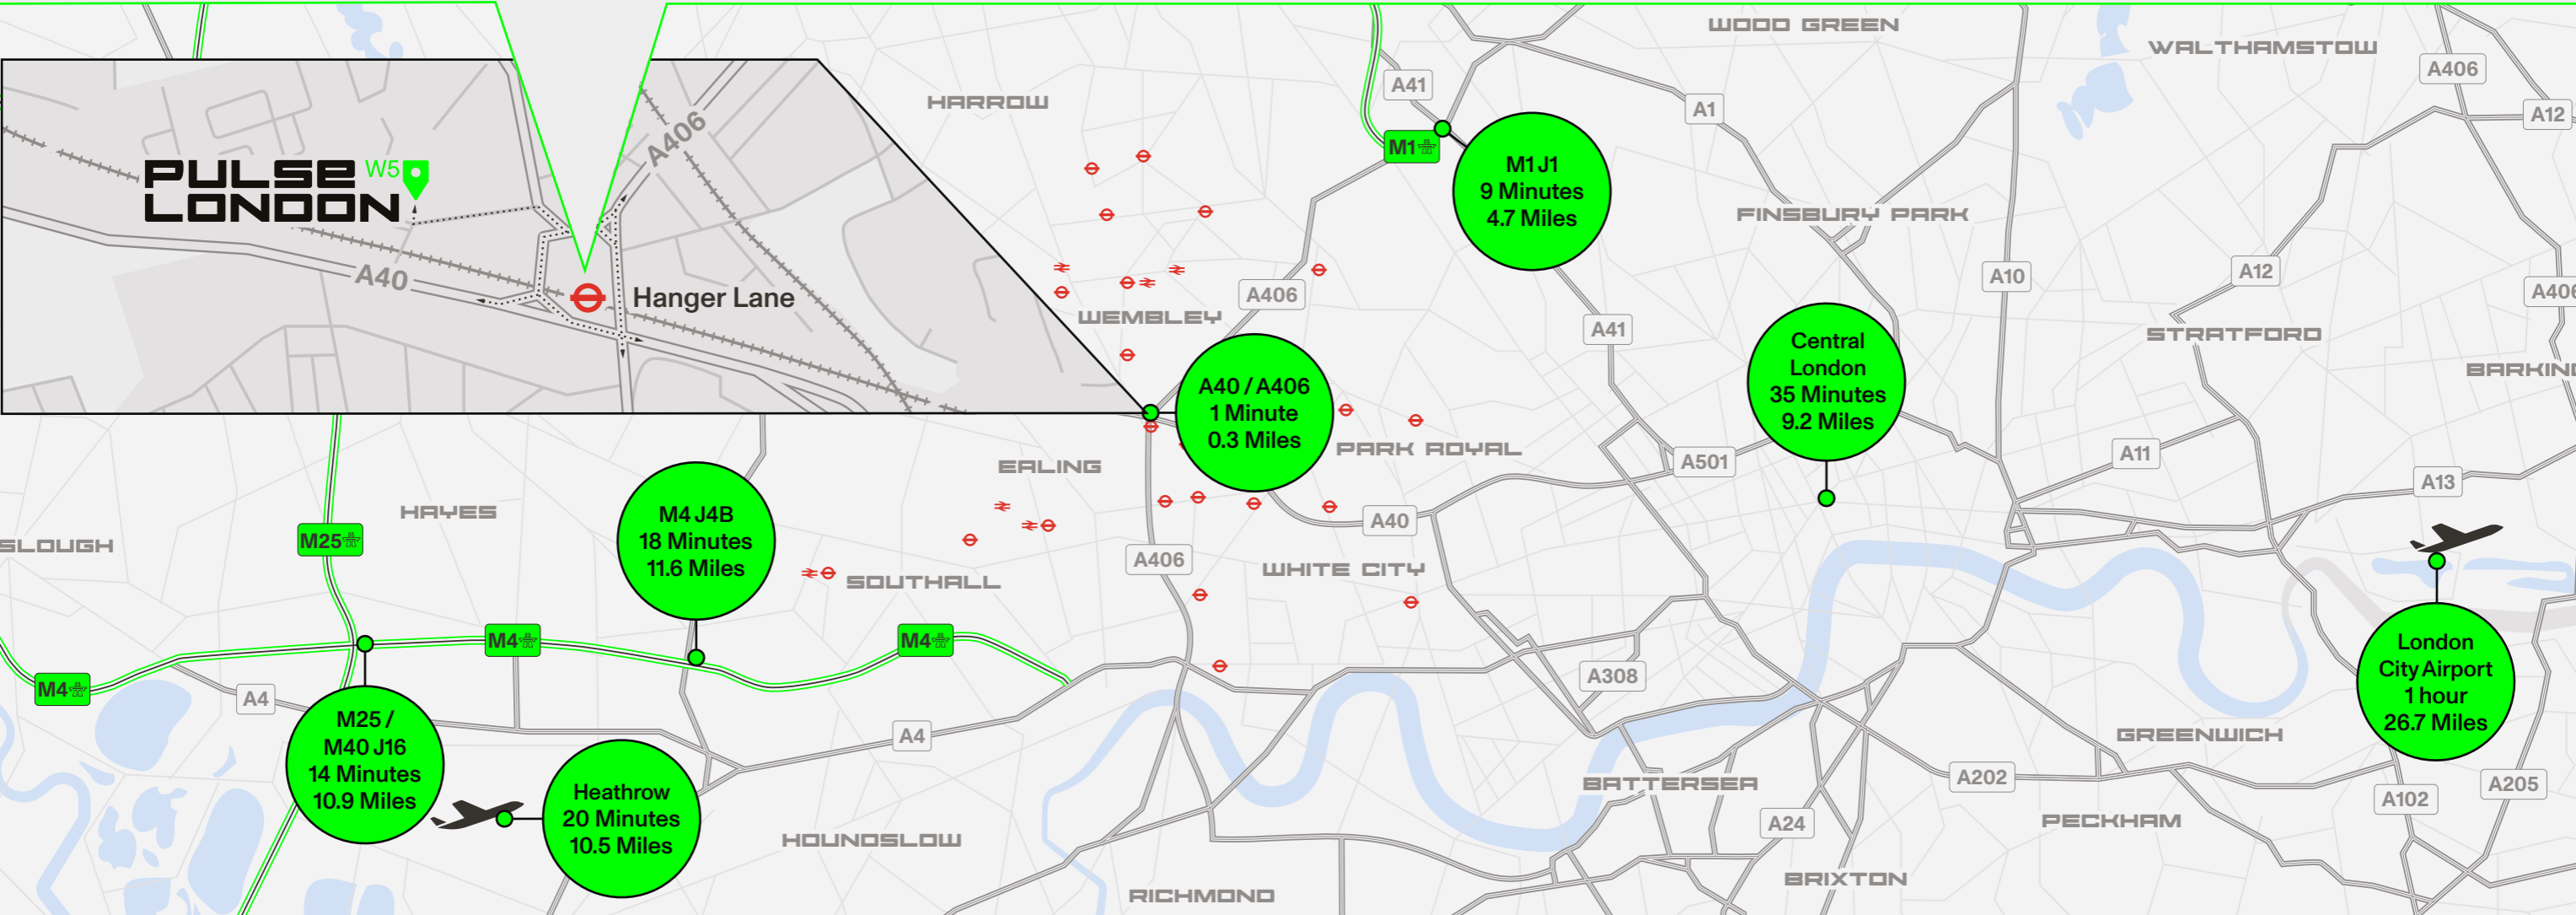 WOOD GREEN
WALTHAMSTOW
A406
A41
HARROW
A1
A12
M1
M1 J1
9 Minutes
4.7 Miles
A406
PULSE
LONDON
W5
A40
Hanger Lane
FINSBURY PARK
A10
A12
A406
WEMBLEY
A406
A41
STRATFORD
BARKING
Central
London
35 Minutes
9.2 Miles
A40 / A406
1 Minute
0.3 Miles
PARK ROYAL
EALING
A501
A11
A13
SLOUGH
HAYES
M25
M4 J4B
18 Minutes
11.6 Miles
SOUTHALL
A406
WHITE CITY
A40
M4
M4
M4
A4
A308
London
City Airport
1 hour
26.7 Miles
M25 /
M40 J16
14 Minutes
10.9 Miles
A4
Heathrow
20 Minutes
10.5 Miles
HOUNSLOW
RICHMOND
BATTERSEA
A24
BRIXTON
A202
GREENWICH
PECKHAM
A102
A205